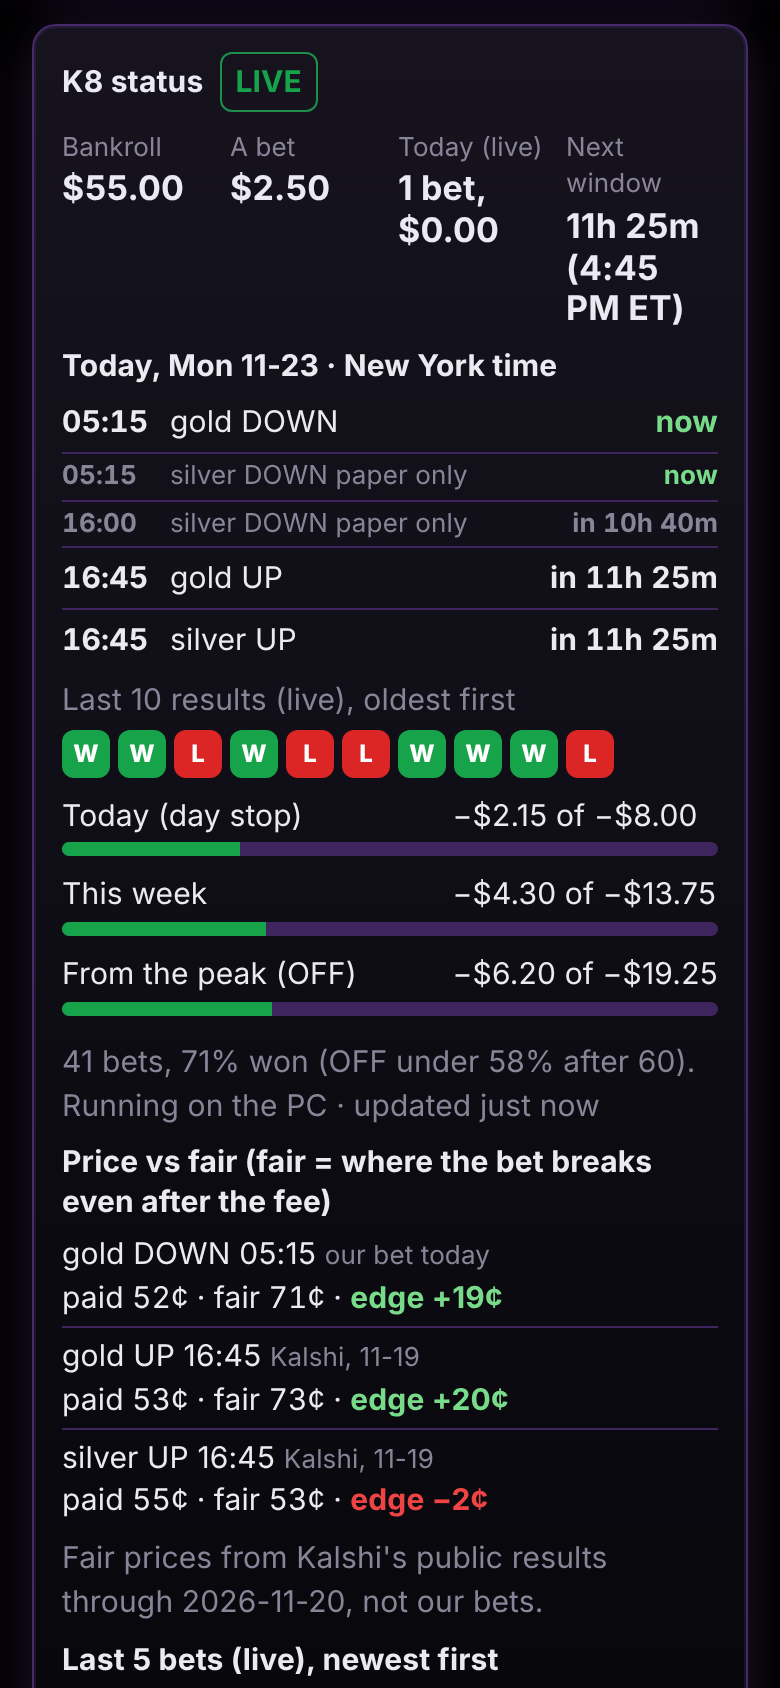 K8 status LIVE
Bankroll
$55.00
A bet
$2.50
Today (live)
1 bet,
$0.00
Next
window
11h 25m
(4:45
PM ET)
Today, Mon 11-23 · New York time
05:15 gold DOWN now
05:15 silver DOWN paper only now
16:00 silver DOWN paper only in 10h 40m
16:45 gold UP in 11h 25m
16:45 silver UP in 11h 25m
Last 10 results (live), oldest first
W W L W L L W W W L
Today (day stop) −$2.15 of −$8.00
This week −$4.30 of −$13.75
From the peak (OFF) −$6.20 of −$19.25
41 bets, 71% won (OFF under 58% after 60).
Running on the PC · updated just now
Price vs fair (fair = where the bet breaks
even after the fee)
gold DOWN 05:15 our bet today
paid 52¢ · fair 71¢ · edge +19¢
gold UP 16:45 Kalshi, 11-19
paid 53¢ · fair 73¢ · edge +20¢
silver UP 16:45 Kalshi, 11-19
paid 55¢ · fair 53¢ · edge −2¢
Fair prices from Kalshi's public results
through 2026-11-20, not our bets.
Last 5 bets (live), newest first